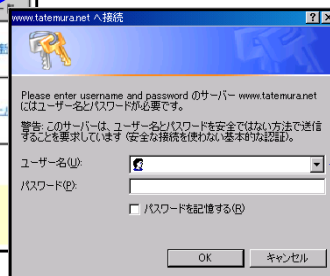 www.tatemura.net へ接続
Please enter username and password のサーバー www.tatemura.net
にはユーザー名とパスワードが必要です。
警告: このサーバーは、ユーザー名とパスワードを安全ではない方法で送信
することを要求しています (安全な接続を使わない基本的な認証)。
ユーザー名(U):
パスワード(P):
パスワードを記憶する(R)
OK キャンセル